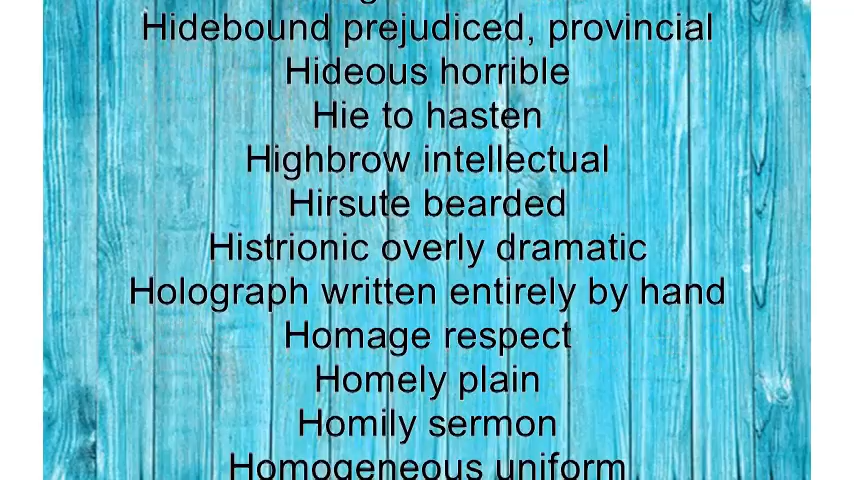 Hidebound prejudiced, provincial
Hideous horrible
Hie to hasten
Highbrow intellectual
Hirsute bearded
Histrionic overly dramatic
Holograph written entirely by hand
Homage respect
Homely plain
Homily sermon
Homogeneous uniform